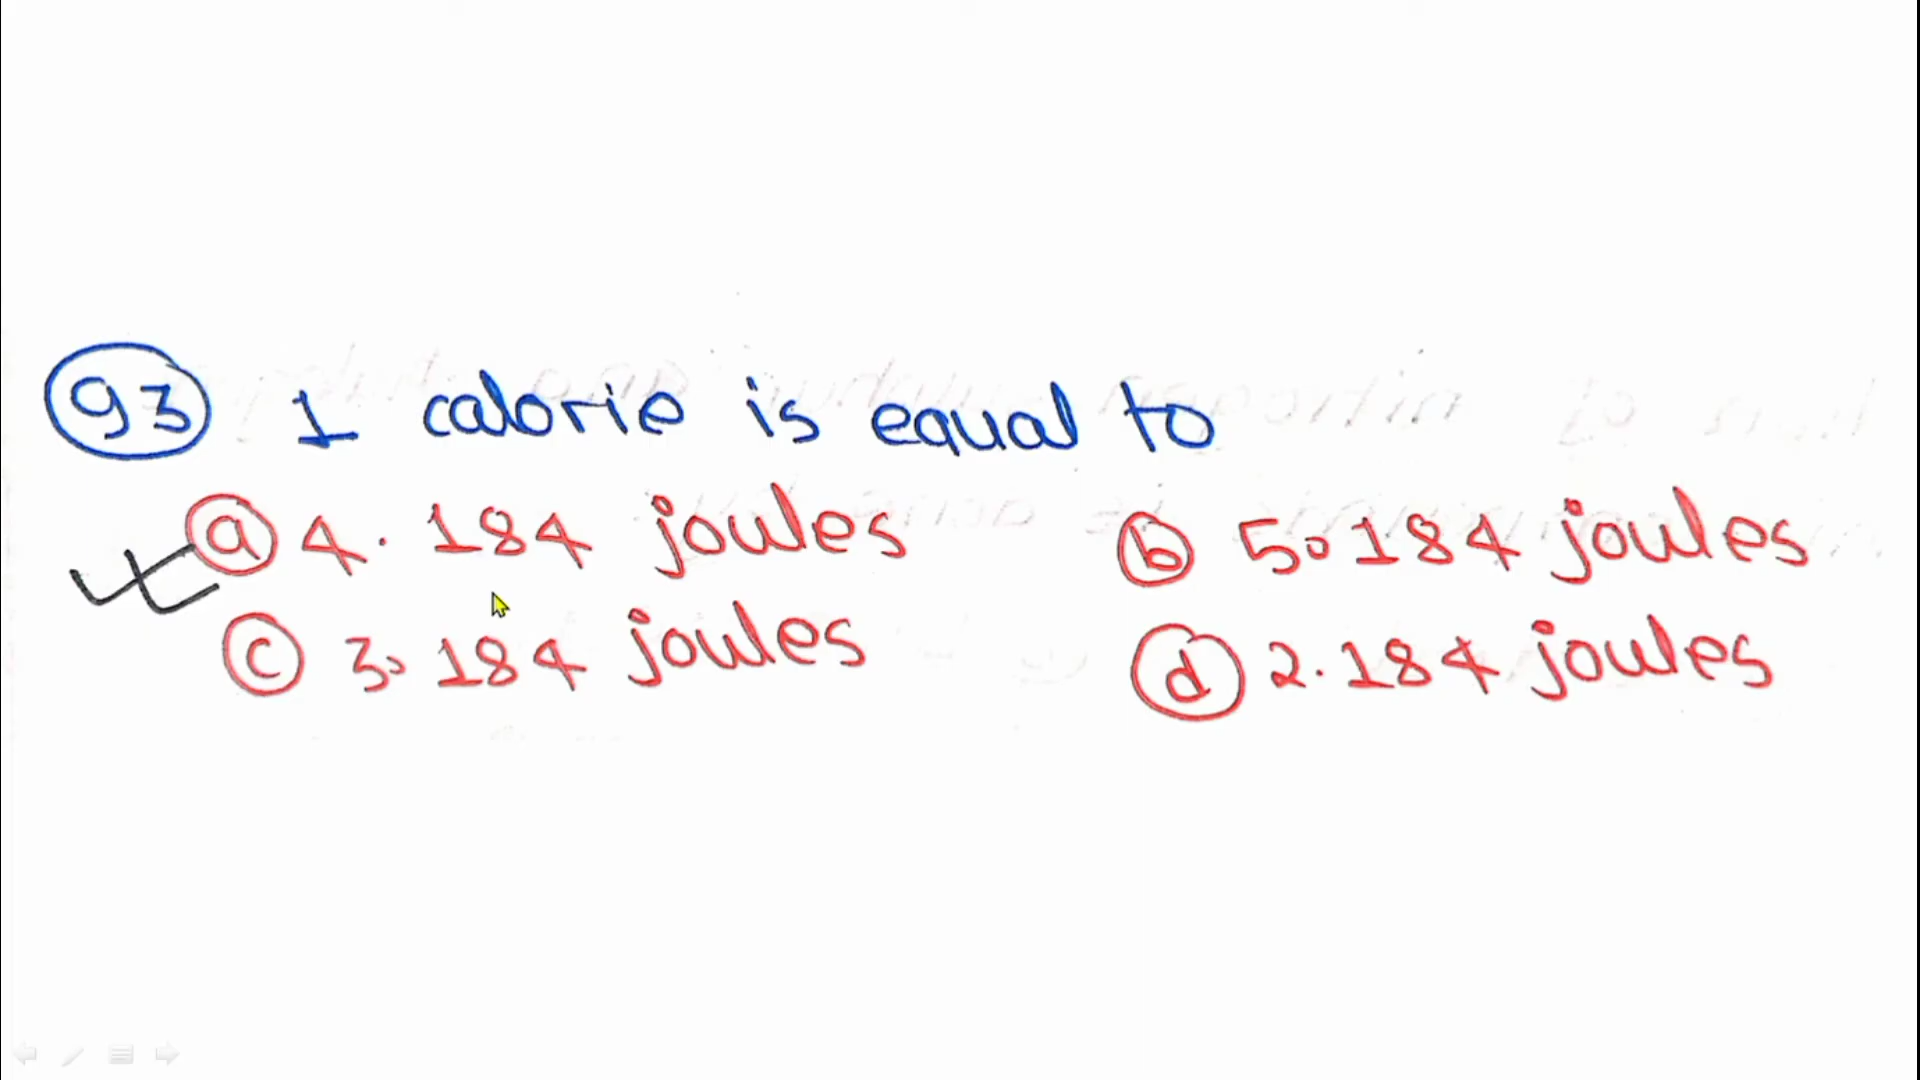 93 1 calorie is equal to
a 4.184 joules b 5.184 joules
c 3.184 joules d 2.184 joules